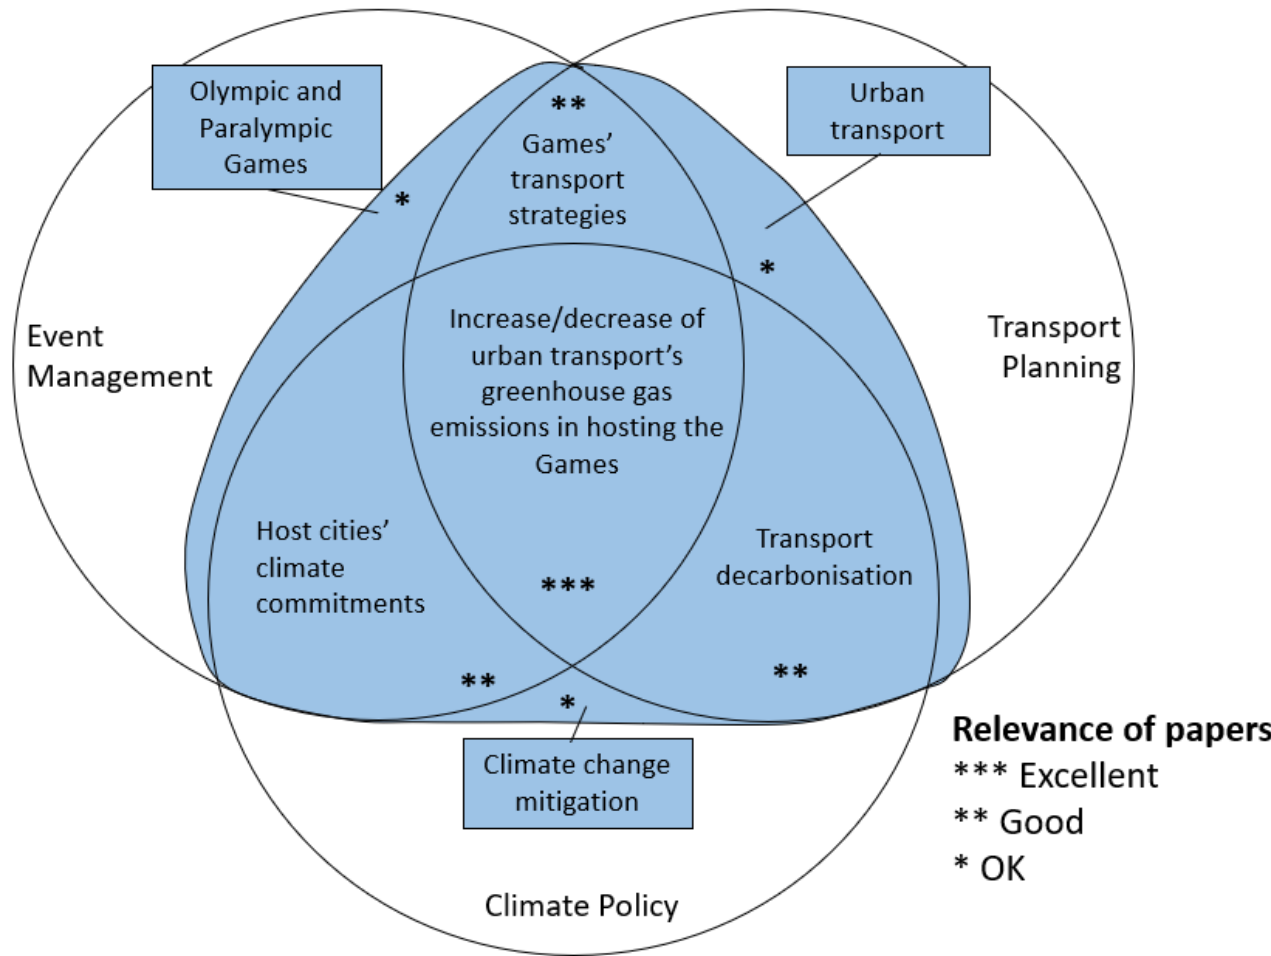 Olympic and
Paralympic
Games
Urban
transport
**
Games’
transport
strategies
*
*
Event
Management
Transport
Planning
Increase/decrease of
urban transport’s
greenhouse gas
emissions in hosting the
Games
Host cities’
climate
commitments
Transport
decarbonisation
***
**
**
*
Climate change
mitigation
Climate Policy
Relevance of papers
*** Excellent
** Good
* OK